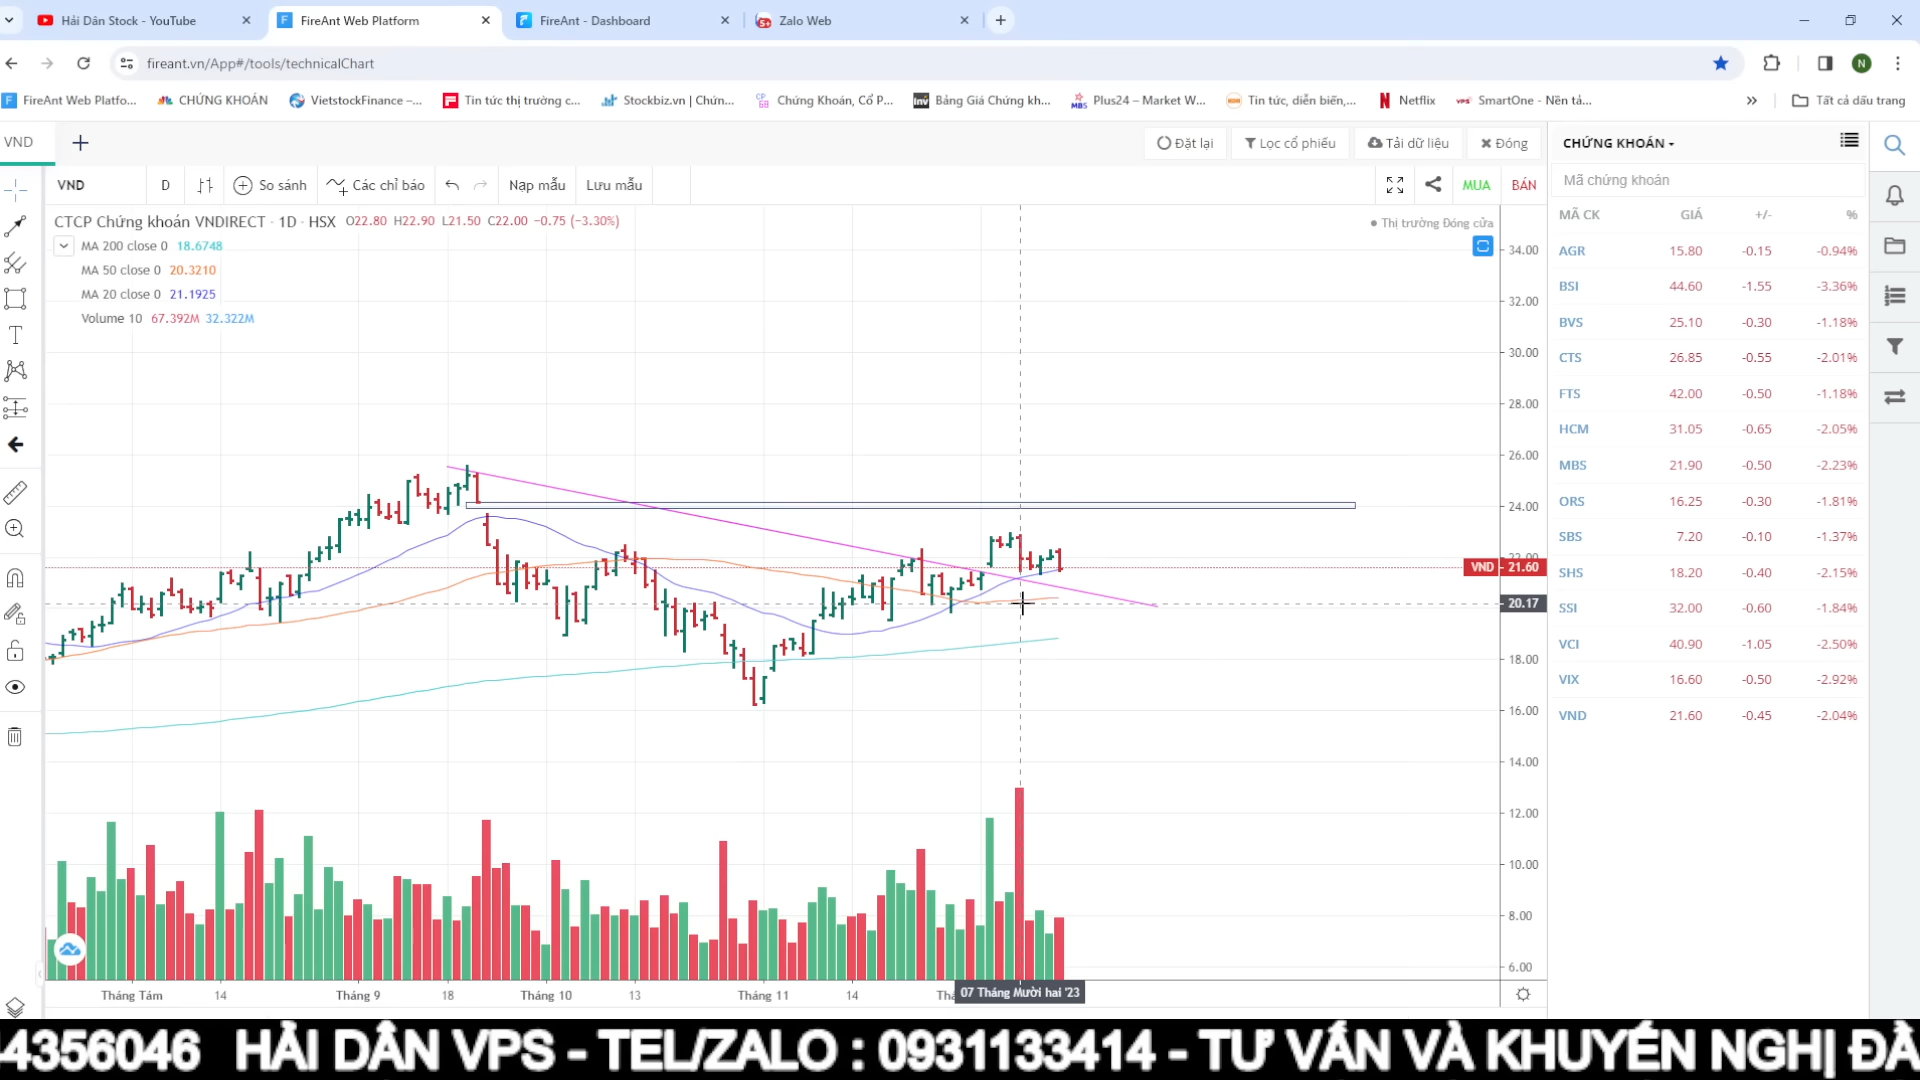 Hải Dân Stock - YouTube
FireAnt Web Platform
FireAnt - Dashboard
Zalo Web
fireant.vn/App#/tools/technicalChart
N
FireAnt Web Platfo...
CHỨNG KHOÁN
VietstockFinance –...
Tin tức thị trường c...
Stockbiz.vn | Chứn...
Chứng Khoán, Cổ P...
Bảng Giá Chứng kh...
Plus24 – Market W...
Tin tức, diễn biến,...
Netflix
SmartOne - Nền tả...
Tất cả dấu trang
VND
Đặt lại
Lọc cổ phiếu
Tải dữ liệu
Đóng
VND
D
So sánh
Các chỉ báo
Nạp mẫu
Lưu mẫu
MUA
BÁN
CTCP Chứng khoán VNDIRECT · 1D · HSX O22.80 H22.90 L21.50 C22.00 −0.75 (−3.30%)
Thị trường Đóng cửa
MA 200 close 0 18.6748
MA 50 close 0 20.3210
MA 20 close 0 21.1925
Volume 10 67.392M 32.322M
34.00
32.00
30.00
28.00
26.00
24.00
22.00
VND 21.60
20.17
18.00
16.00
14.00
12.00
10.00
8.00
6.00
Tháng Tám
14
Tháng 9
18
Tháng 10
13
Tháng 11
14
07 Tháng Mười hai '23
CHỨNG KHOÁN
Mã chứng khoán
MÃ CK GIÁ +/- %
AGR 15.80 -0.15 -0.94%
BSI 44.60 -1.55 -3.36%
BVS 25.10 -0.30 -1.18%
CTS 26.85 -0.55 -2.01%
FTS 42.00 -0.50 -1.18%
HCM 31.05 -0.65 -2.05%
MBS 21.90 -0.50 -2.23%
ORS 16.25 -0.30 -1.81%
SBS 7.20 -0.10 -1.37%
SHS 18.20 -0.40 -2.15%
SSI 32.00 -0.60 -1.84%
VCI 40.90 -1.05 -2.50%
VIX 16.60 -0.50 -2.92%
VND 21.60 -0.45 -2.04%
4356046 HẢI DÂN VPS - TEL/ZALO : 0931133414 - TƯ VẤN VÀ KHUYẾN NGHỊ ĐẦ